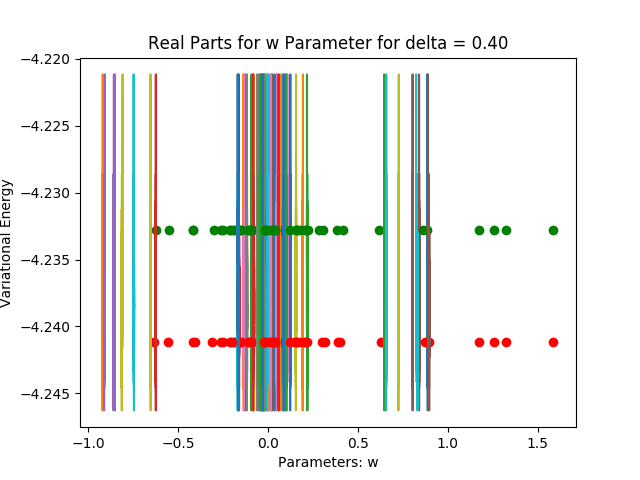 Real Parts for w Parameter for delta = 0.40
Variational Energy
−4.220
−4.225
−4.230
−4.235
−4.240
−4.245
−1.0 −0.5 0.0 0.5 1.0 1.5
Parameters: w